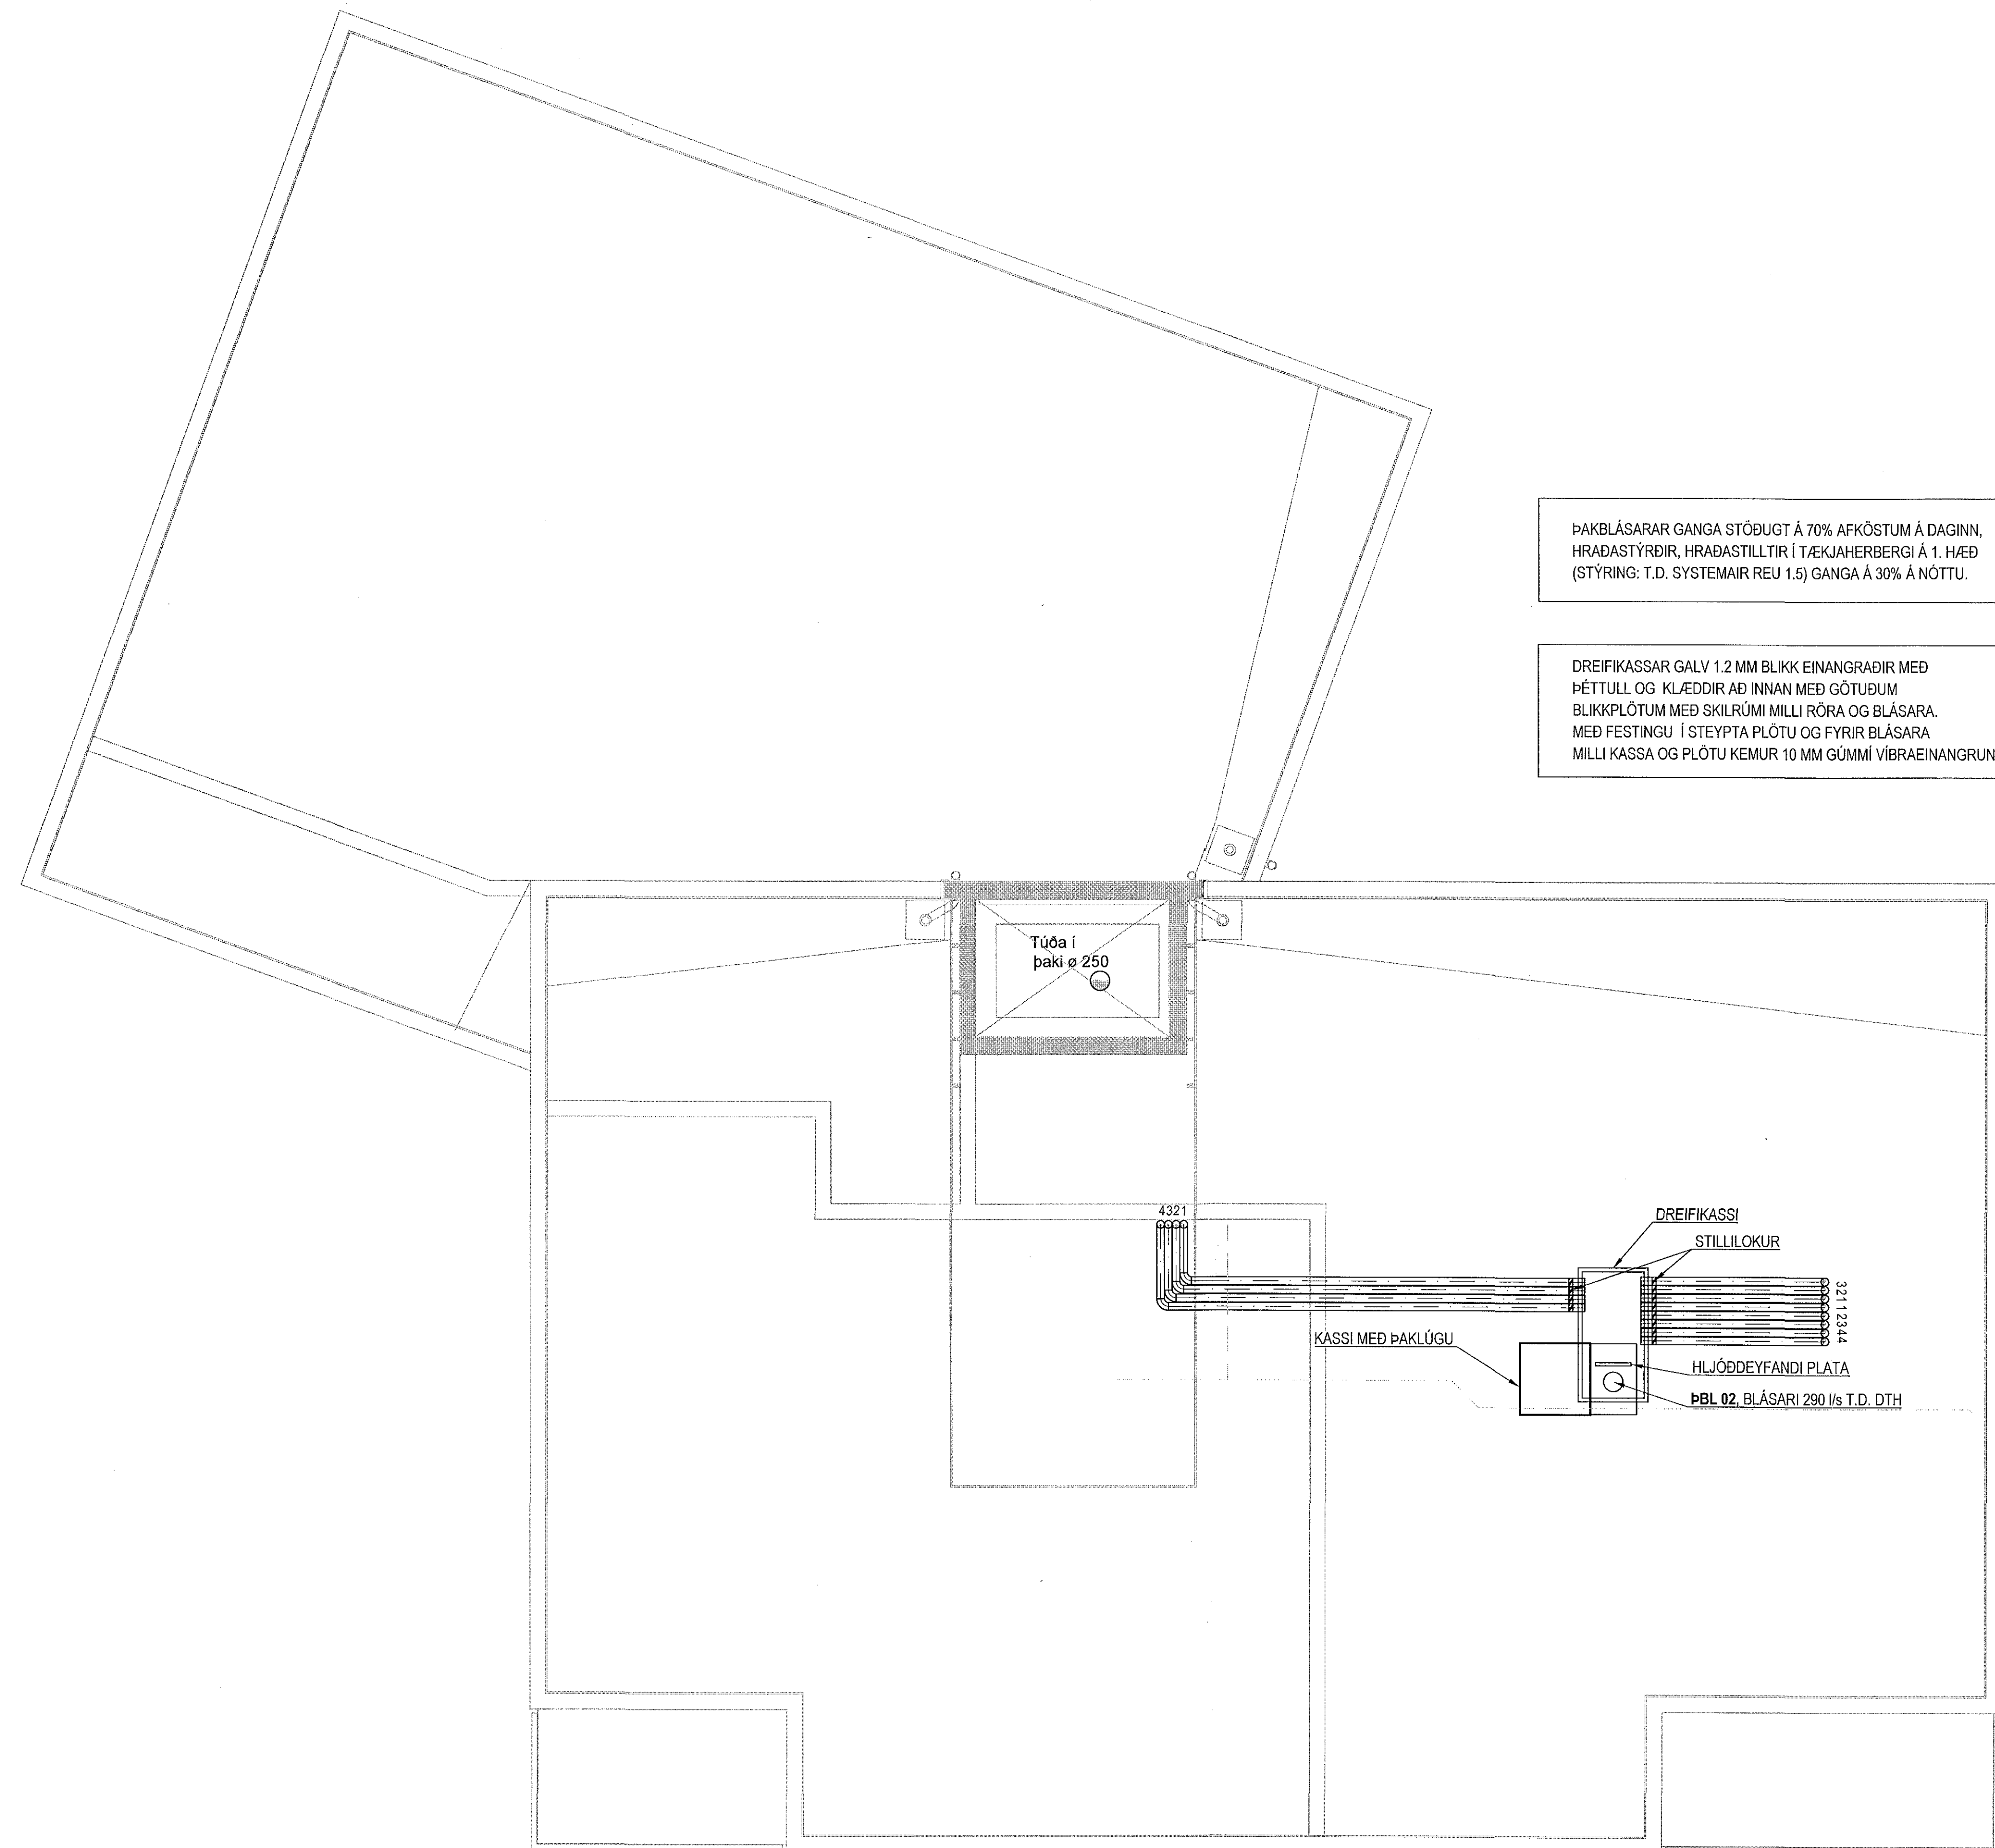 ÞAKBLÁSARAR GANGA STÖÐUGT Á 70% AFKÖSTUM Á DAGINN,
HRAÐASTÝRÐIR, HRAÐASTILLTIR Í TÆKJAHERBERGI Á 1. HÆÐ
(STÝRING: T.D. SYSTEMAIR REU 1.5) GANGA Á 30% Á NÓTTU.
DREIFIKASSAR GALV 1.2 MM BLIKK EINANGRAÐIR MEÐ
ÞÉTTULL OG KLÆDDIR AÐ INNAN MEÐ GÖTUÐUM
BLIKKPLÖTUM MEÐ SKILRÚMI MILLI RÖRA OG BLÁSARA.
MEÐ FESTINGU Í STEYPTA PLÖTU OG FYRIR BLÁSARA
MILLI KASSA OG PLÖTU KEMUR 10 MM GÚMMÍ VÍBRAEINANGRUN
Túða í
þaki ø 250
4321
DREIFIKASSI
STILLILOKUR
32112344
KASSI MEÐ ÞAKLÚGU
HLJÓÐDEYFANDI PLATA
ÞBL 02, BLÁSARI 290 l/s T.D. DTH